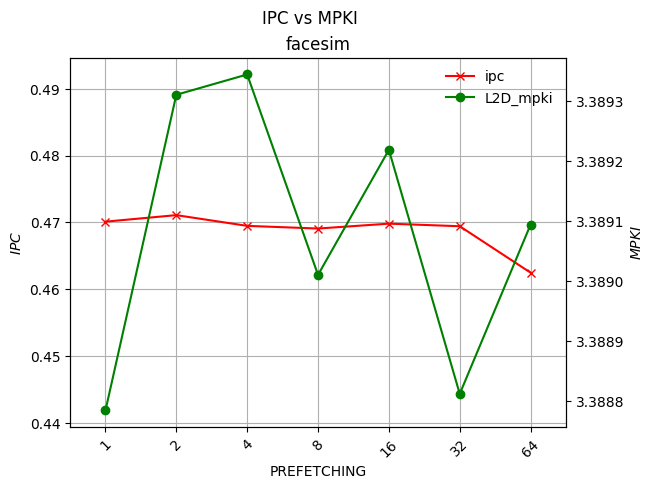 IPC vs MPKI
facesim
ipc
L2D_mpki
0.49
0.48
0.47
0.46
0.45
0.44
IPC
3.3893
3.3892
3.3891
3.3890
3.3889
3.3888
MPKI
1 2 4 8 16 32 64
PREFETCHING